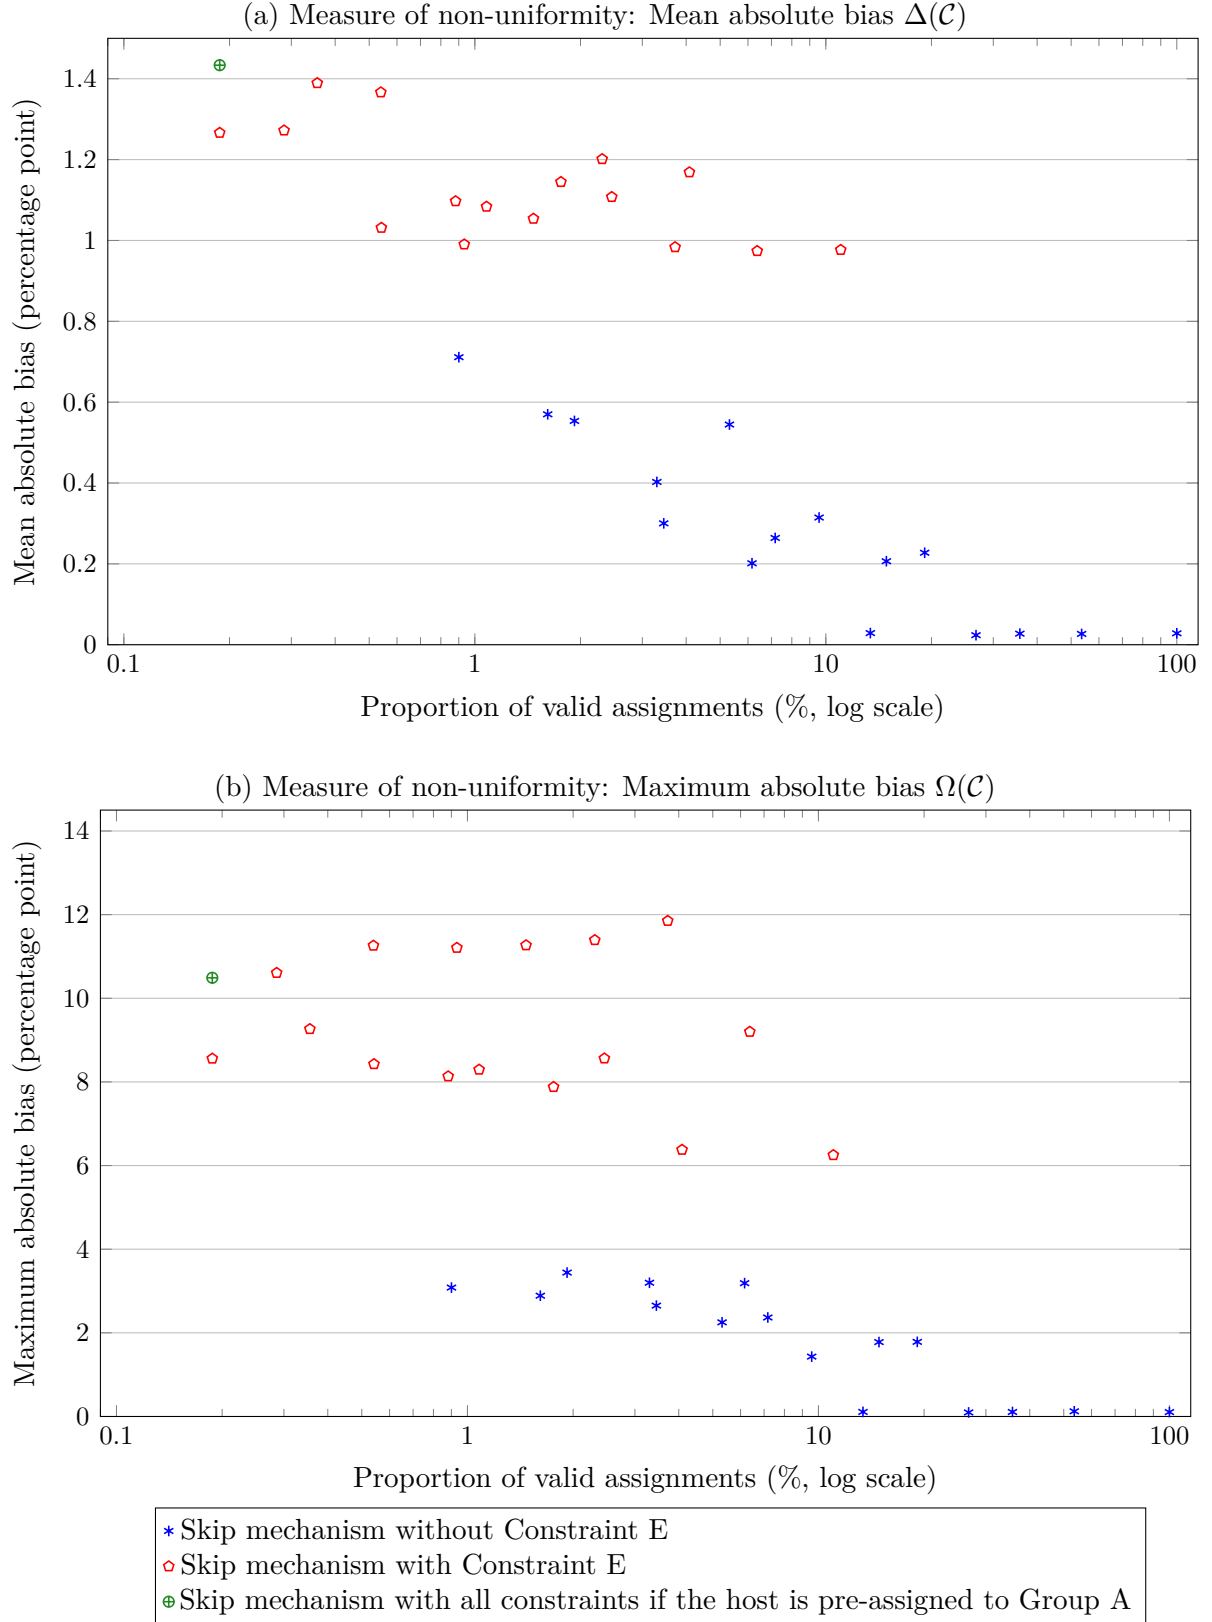 (a) Measure of non-uniformity: Mean absolute bias Δ(𝒞)
Mean absolute bias (percentage point)
1.4
1.2
1
0.8
0.6
0.4
0.2
0
0.1 1 10 100
Proportion of valid assignments (%, log scale)
(b) Measure of non-uniformity: Maximum absolute bias Ω(𝒞)
Maximum absolute bias (percentage point)
14
12
10
8
6
4
2
0
0.1 1 10 100
Proportion of valid assignments (%, log scale)
Skip mechanism without Constraint E
Skip mechanism with Constraint E
Skip mechanism with all constraints if the host is pre-assigned to Group A